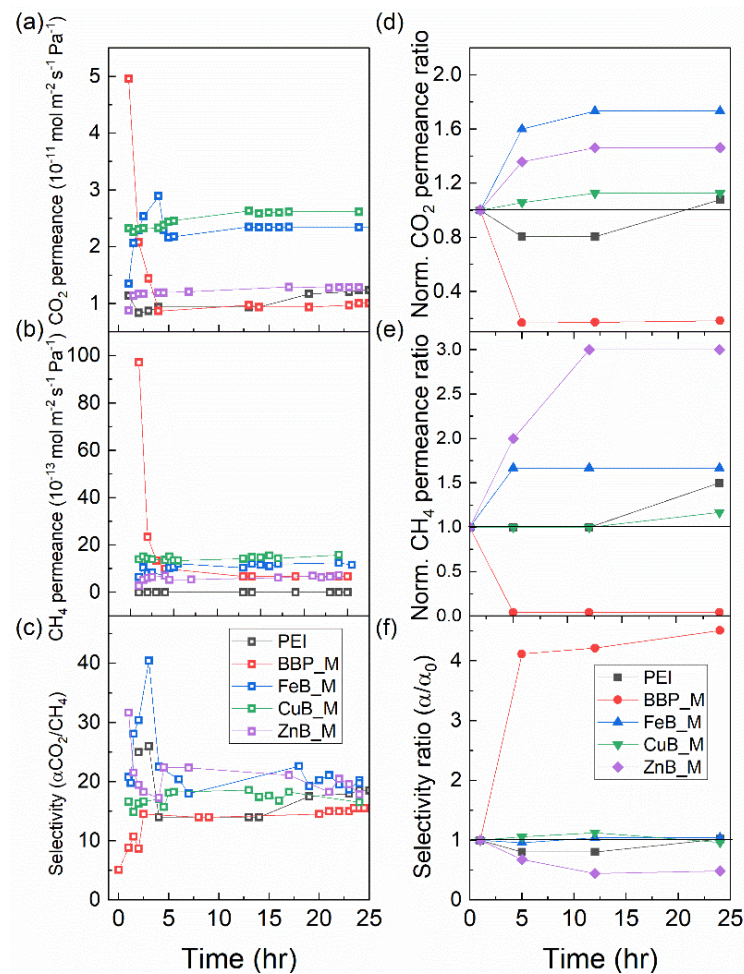 (a)
CO2 permeance (10-11 mol m-2 s-1 Pa-1)
5
4
3
2
1
(b)
CH4 permeance (10-13 mol m-2 s-1 Pa-1)
100
80
60
40
20
0
(c)
Selectivity (αCO2/CH4)
40
30
20
10
0
PEI
BBP_M
FeB_M
CuB_M
ZnB_M
0 5 10 15 20 25
Time (hr)
(d)
Norm. CO2 permeance ratio
2.0
1.6
1.2
0.8
0.4
(e)
Norm. CH4 permeance ratio
3.0
2.5
2.0
1.5
1.0
0.5
0.0
(f)
Selectivity ratio (α/α0)
4
2
1
0
PEI
BBP_M
FeB_M
CuB_M
ZnB_M
0 5 10 15 20 25
Time (hr)